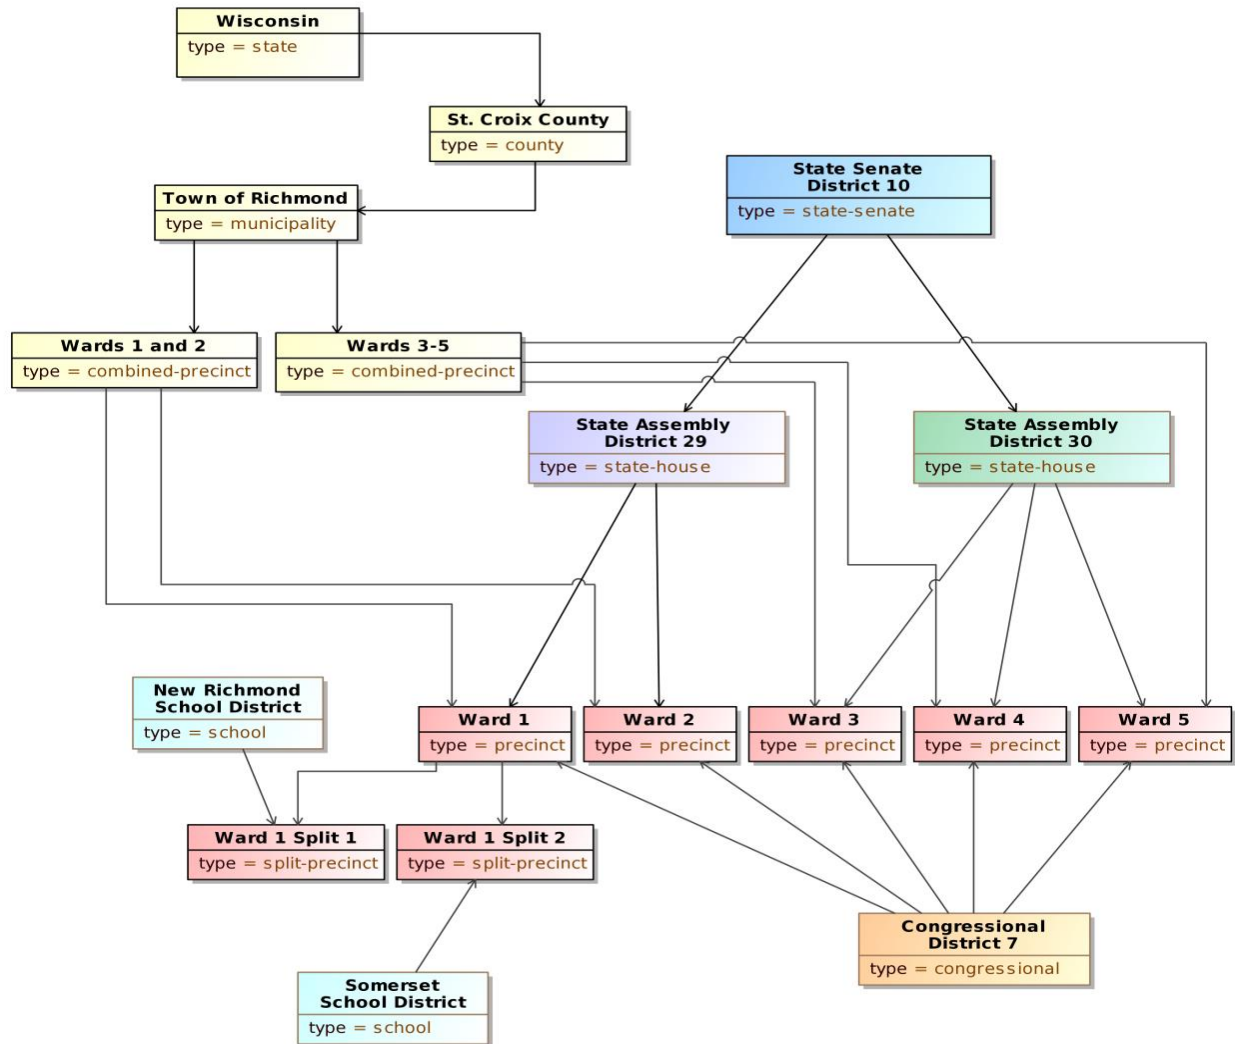 Wisconsin
type = state
St. Croix County
type = county
State Senate
District 10
type = state-senate
Town of Richmond
type = municipality
Wards 1 and 2
type = combined-precinct
Wards 3-5
type = combined-precinct
State Assembly
District 29
type = state-house
State Assembly
District 30
type = state-house
New Richmond
School District
type = school
Ward 1
type = precinct
Ward 2
type = precinct
Ward 3
type = precinct
Ward 4
type = precinct
Ward 5
type = precinct
Ward 1 Split 1
type = split-precinct
Ward 1 Split 2
type = split-precinct
Congressional
District 7
type = congressional
Somerset
School District
type = school